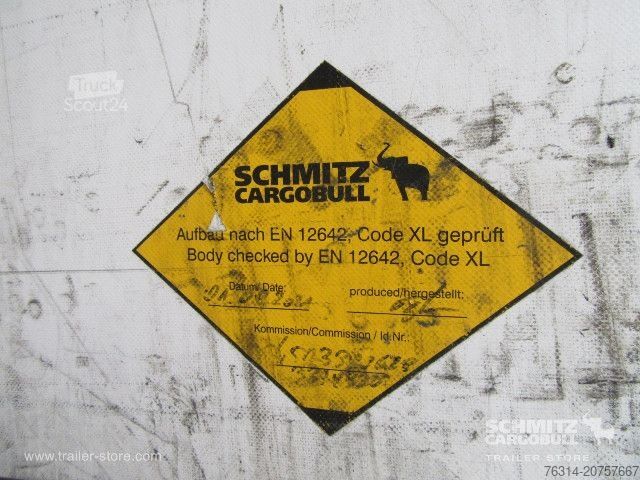 Truck
Scout24
SCHMITZ
CARGOBULL
Aufbau nach EN 12642, Code XL geprüft
Body checked by EN 12642, Code XL
Datum/Date:
produced/hergestellt:
Kommission/Commission / Id.Nr.:
SCHMITZ
CARGOBULL
TRAILER STORE
www.trailer-store.com
76314-20757667